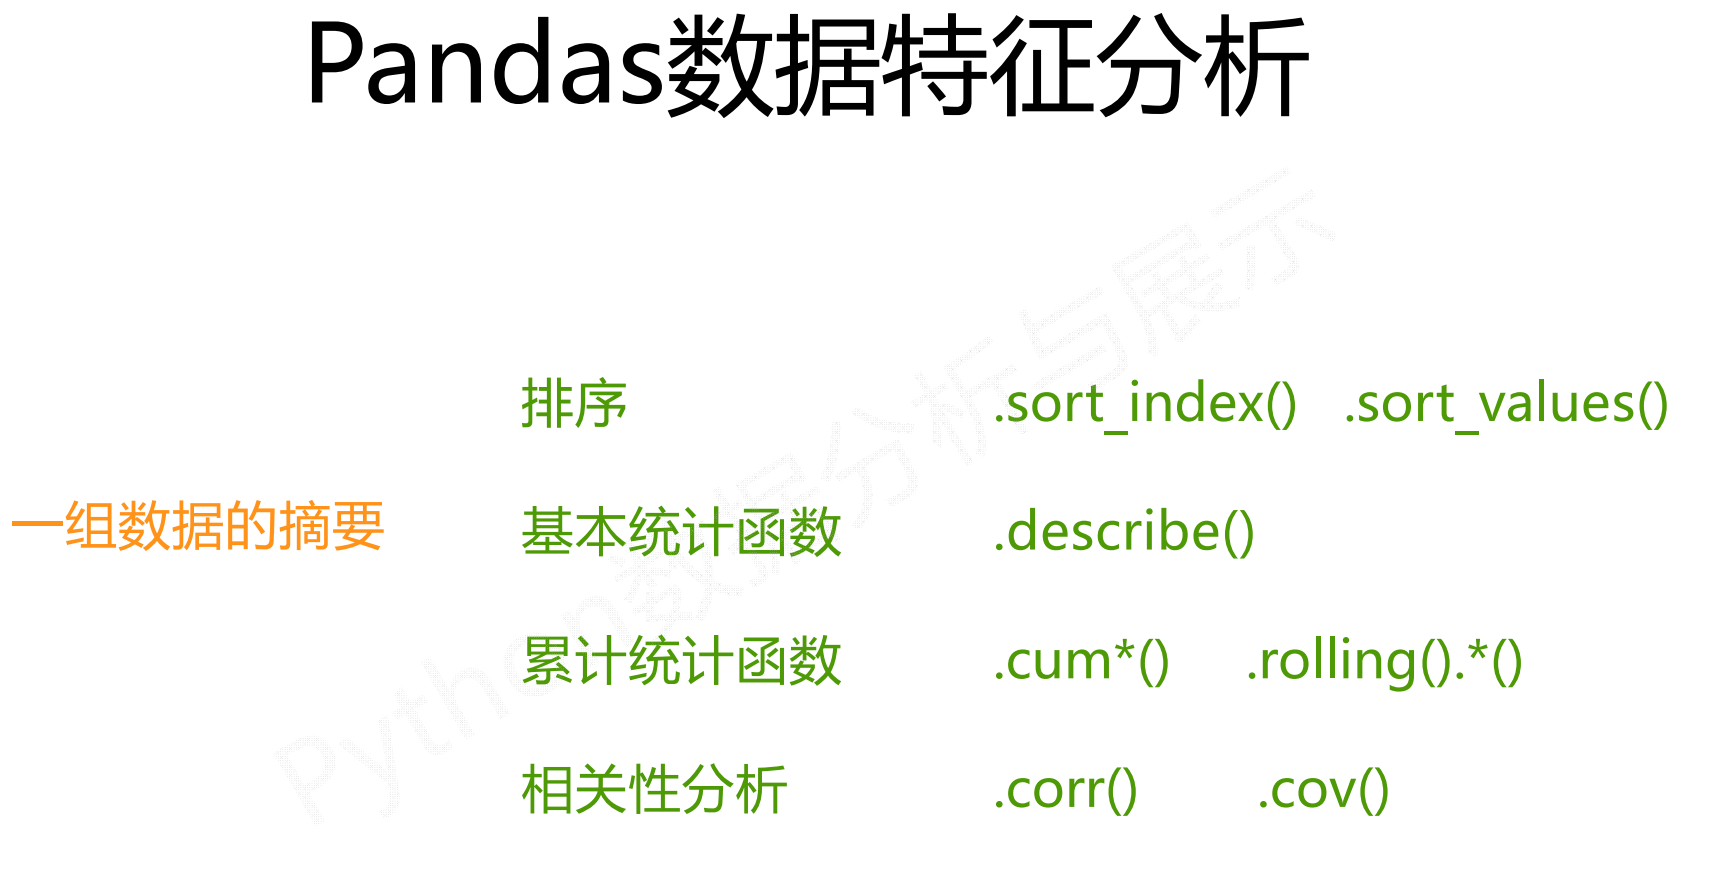 Pandas数据特征分析
排序 .sort_index() .sort_values()
一组数据的摘要
基本统计函数 .describe()
累计统计函数 .cum*() .rolling().*()
相关性分析 .corr() .cov()
Python数据分析与展示